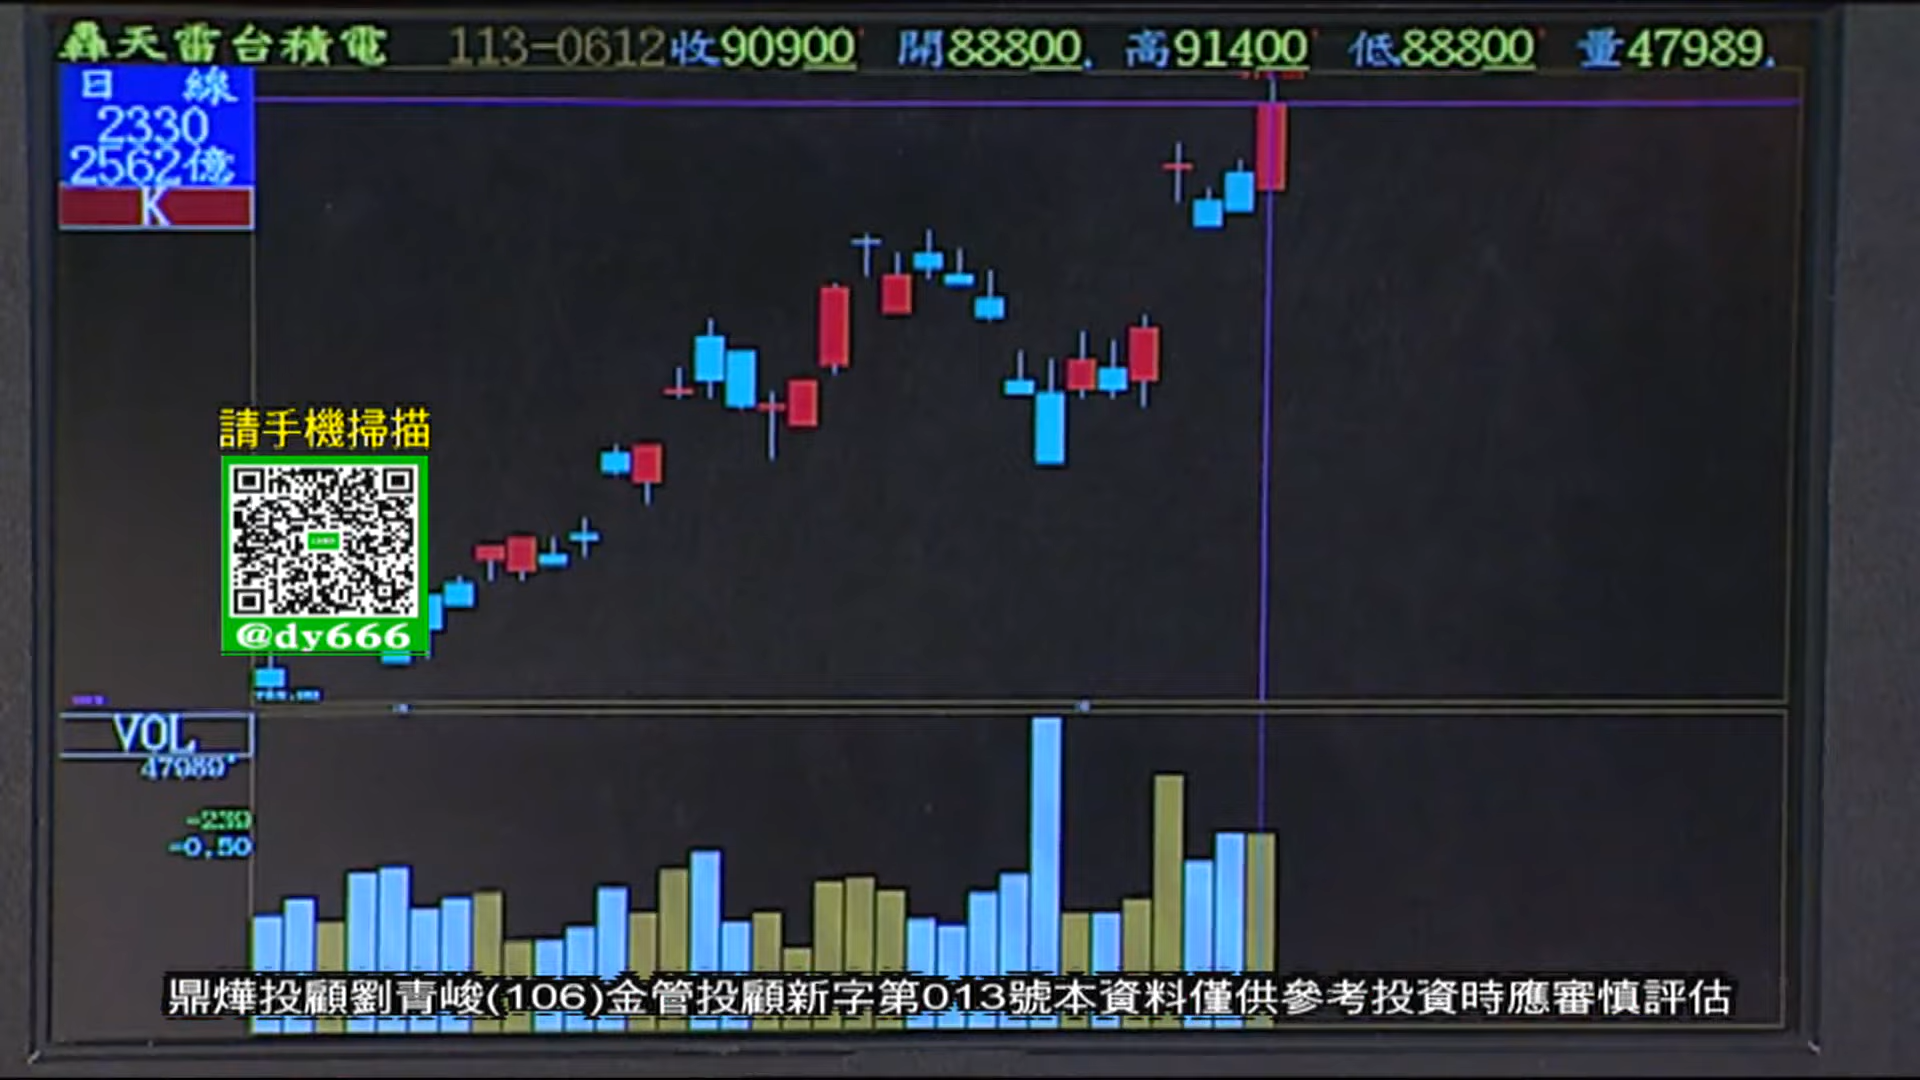 轟天雷台積電 113-0612收90900 開88800. 高91400 低88800 量47989.
日 線
2330
2562億
K
請手機掃描
@dy666
VOL
47989
-239
-0.50
鼎燁投顧劉青峻(106)金管投顧新字第013號本資料僅供參考投資時應審慎評估